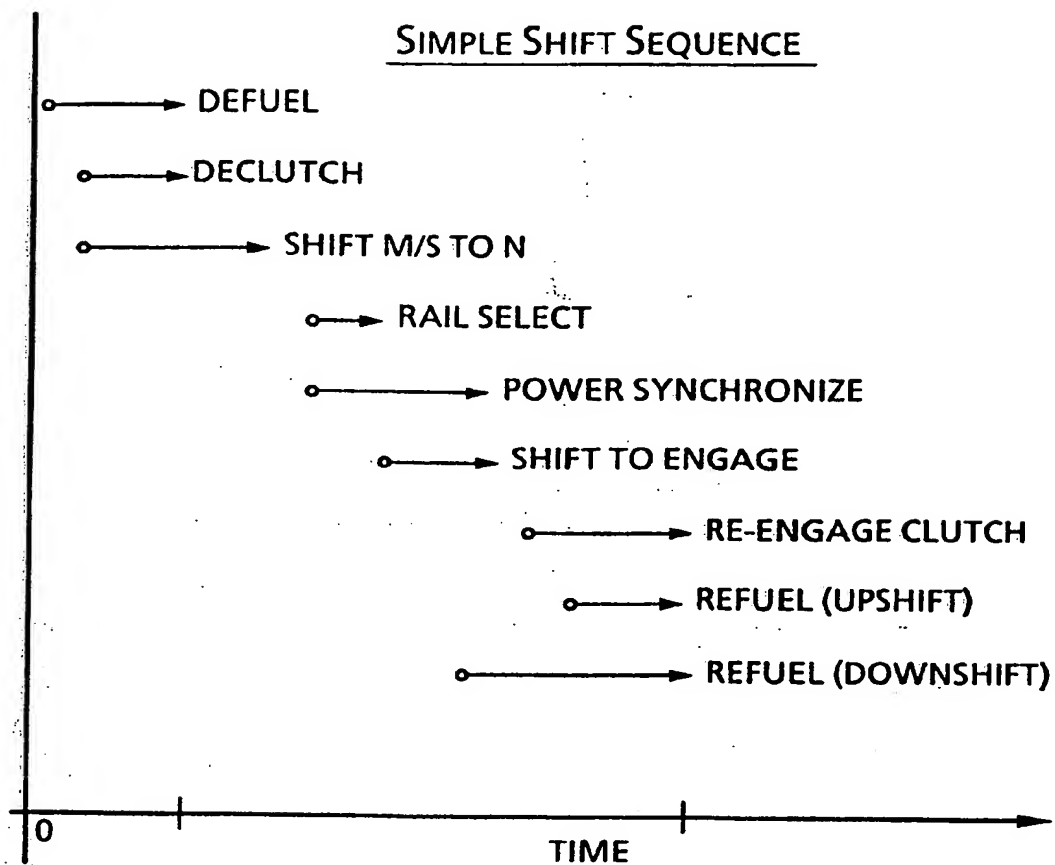 SIMPLE SHIFT SEQUENCE
DEFUEL
DECLUTCH
SHIFT M/S TO N
RAIL SELECT
POWER SYNCHRONIZE
SHIFT TO ENGAGE
RE-ENGAGE CLUTCH
REFUEL (UPSHIFT)
REFUEL (DOWNSHIFT)
0
TIME